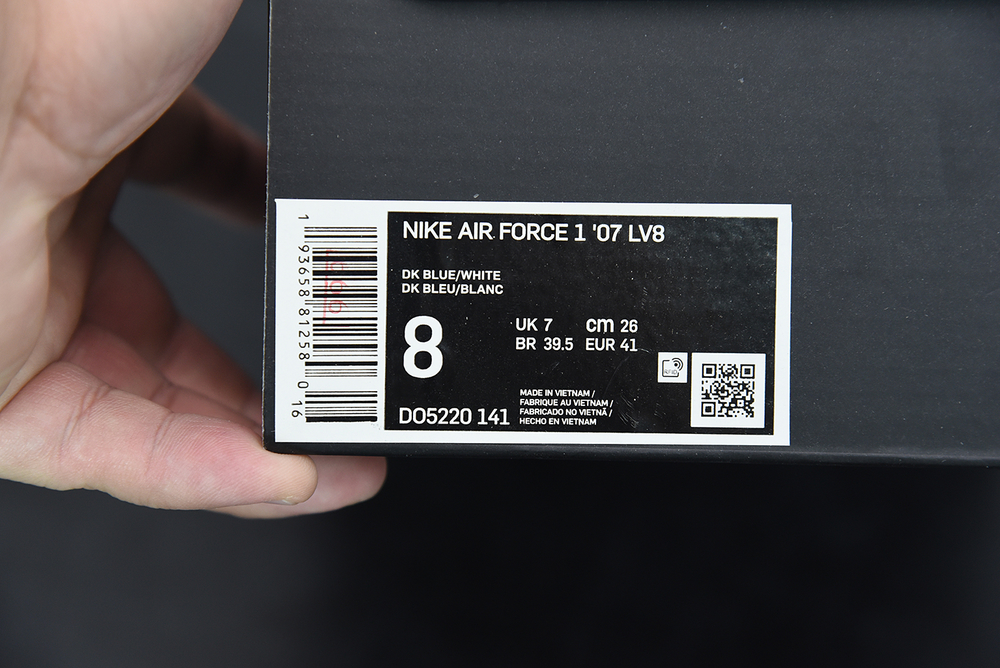 NIKE AIR FORCE 1 '07 LV8
DK BLUE/WHITE
DK BLEU/BLANC
8
UK 7 cm 26
BR 39.5 EUR 41
DO5220 141
MADE IN VIETNAM /
FABRIQUE AU VIETNAM /
FABRICADO NO VIETNÃ /
HECHO EN VIETNAM
RFID
1 93658 81258 0 16